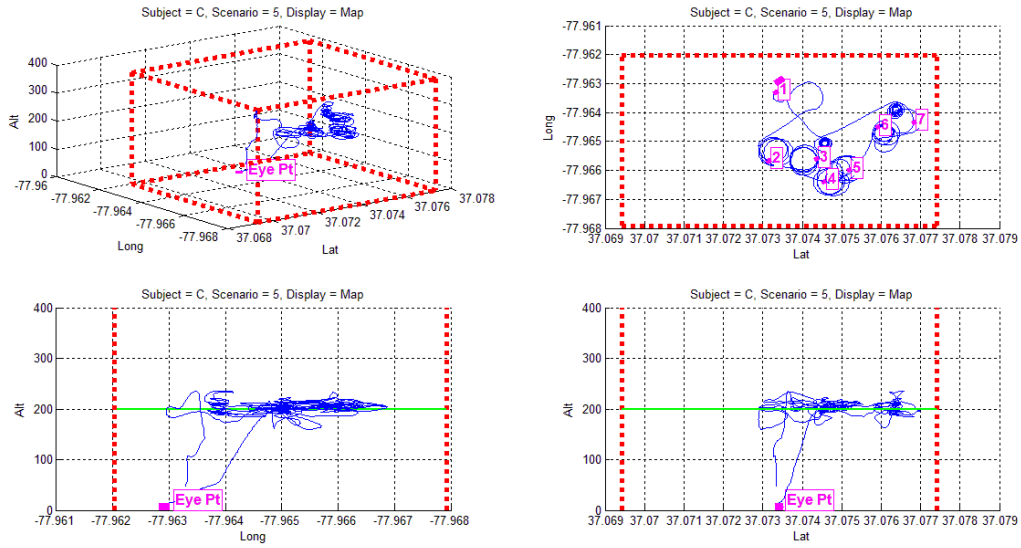 Subject = C, Scenario = 5, Display = Map
400
300
200
100
0
Alt
-77.96
-77.962
-77.964
-77.966
-77.968
Long
37.068
37.07
37.072
37.074
37.076
37.078
Lat
Eye Pt
Subject = C, Scenario = 5, Display = Map
-77.961
-77.962
-77.963
-77.964
-77.965
-77.966
-77.967
-77.968
Long
1
2
3
4
5
6
7
37.069 37.07 37.071 37.072 37.073 37.074 37.075 37.076 37.077 37.078 37.079
Lat
Subject = C, Scenario = 5, Display = Map
400
300
200
100
0
Alt
Eye Pt
-77.961 -77.962 -77.963 -77.964 -77.965 -77.966 -77.967 -77.968
Long
Subject = C, Scenario = 5, Display = Map
400
300
200
100
0
Alt
Eye Pt
37.069 37.07 37.071 37.072 37.073 37.074 37.075 37.076 37.077 37.078 37.079
Lat